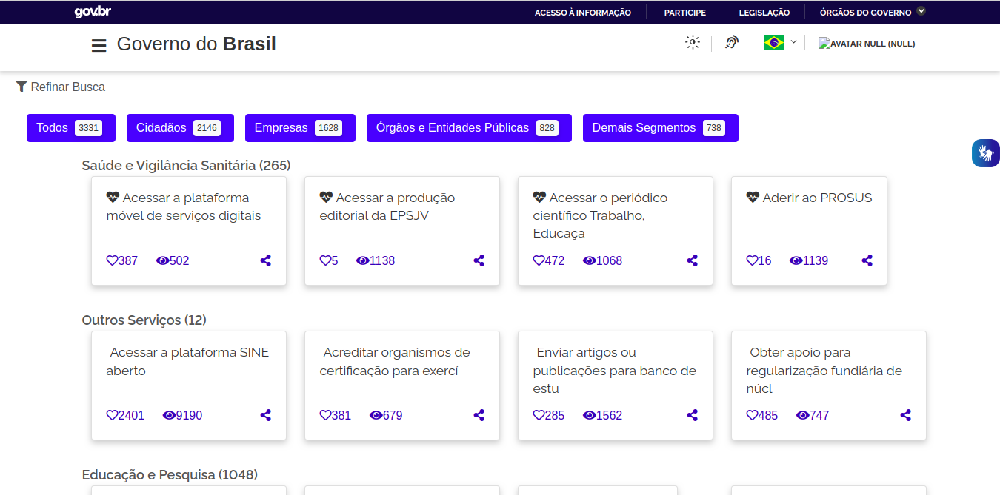 gov.br ACESSO À INFORMAÇÃO PARTICIPE LEGISLAÇÃO ÓRGÃOS DO GOVERNO
Governo do Brasil AVATAR NULL (NULL)
Refinar Busca
Todos 3331 Cidadãos 2146 Empresas 1628 Órgãos e Entidades Públicas 828 Demais Segmentos 738
Saúde e Vigilância Sanitária (265)
Acessar a plataforma
móvel de serviços digitais
387 502
Acessar a produção
editorial da EPSJV
5 1138
Acessar o periódico
científico Trabalho,
Educaçã
472 1068
Aderir ao PROSUS
16 1139
Outros Serviços (12)
Acessar a plataforma SINE
aberto
2401 9190
Acreditar organismos de
certificação para exercí
381 679
Enviar artigos ou
publicações para banco de
estu
285 1562
Obter apoio para
regularização fundiária de
núcl
485 747
Educação e Pesquisa (1048)